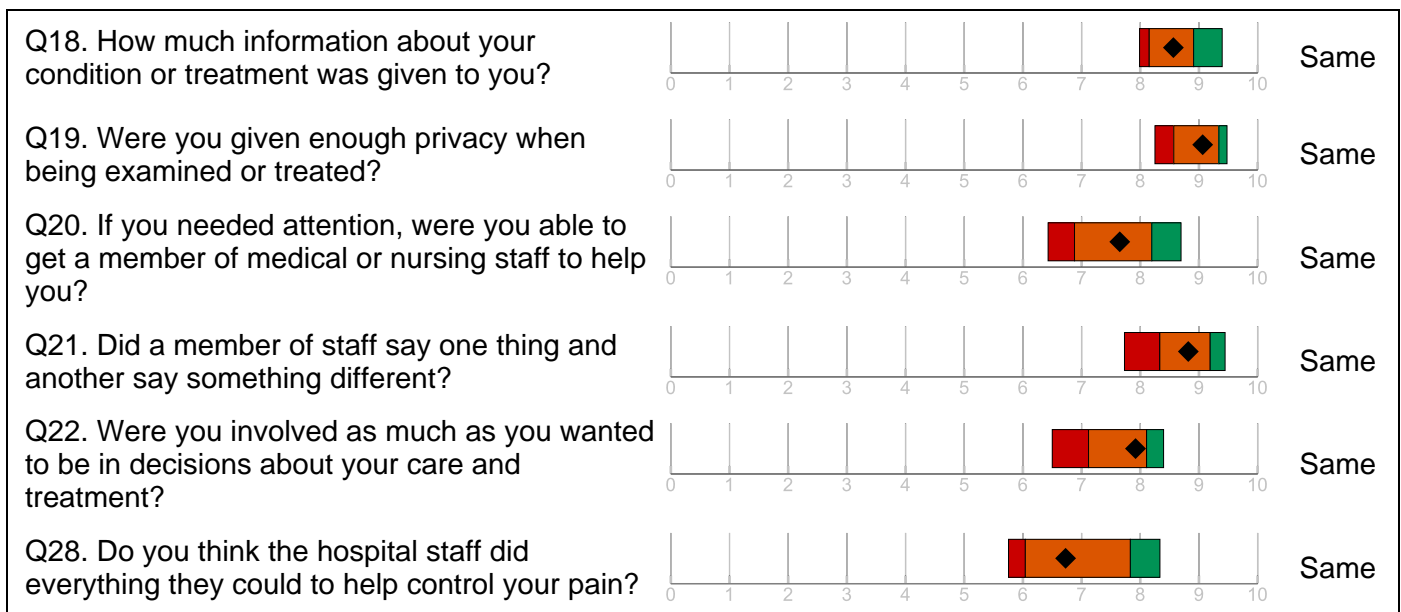 Q18. How much information about your
condition or treatment was given to you?
0 1 2 3 4 5 6 7 8 9 10
Same
Q19. Were you given enough privacy when
being examined or treated?
0 1 2 3 4 5 6 7 8 9 10
Same
Q20. If you needed attention, were you able to
get a member of medical or nursing staff to help
you?
0 1 2 3 4 5 6 7 8 9 10
Same
Q21. Did a member of staff say one thing and
another say something different?
0 1 2 3 4 5 6 7 8 9 10
Same
Q22. Were you involved as much as you wanted
to be in decisions about your care and
treatment?
0 1 2 3 4 5 6 7 8 9 10
Same
Q28. Do you think the hospital staff did
everything they could to help control your pain?
0 1 2 3 4 5 6 7 8 9 10
Same